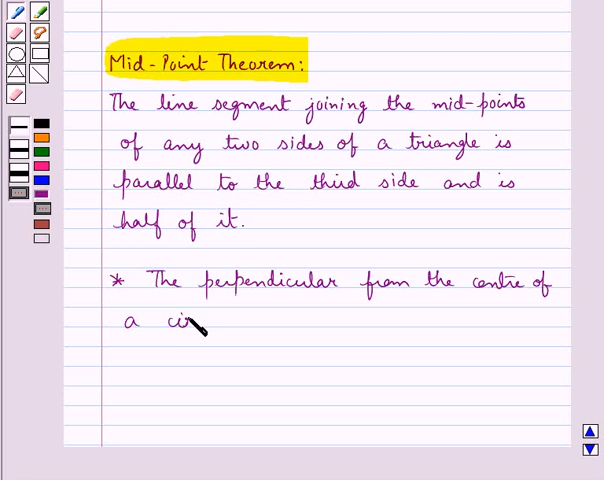 Mid-Point Theorem:
The line segment joining the mid-points
of any two sides of a triangle is
parallel to the third side and is
half of it.
* The perpendicular from the centre of
a ci